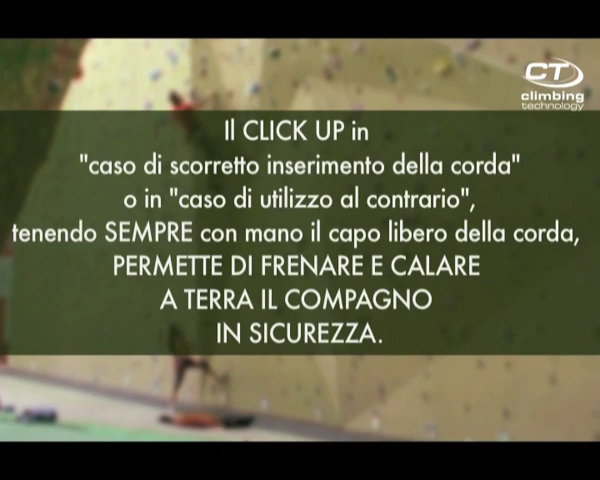 CT
climbing
technology
Il CLICK UP in
"caso di scorretto inserimento della corda"
o in "caso di utilizzo al contrario",
tenendo SEMPRE con mano il capo libero della corda,
PERMETTE DI FRENARE E CALARE
A TERRA IL COMPAGNO
IN SICUREZZA.